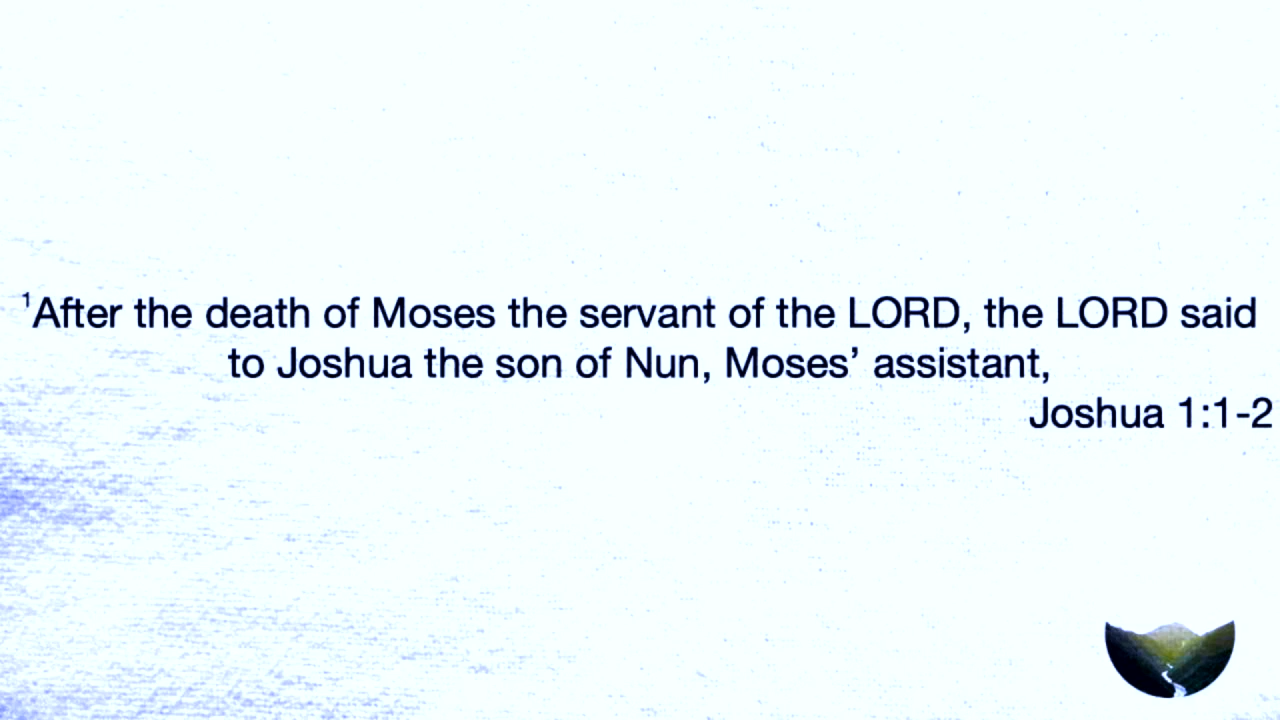 ¹After the death of Moses the servant of the LORD, the LORD said
to Joshua the son of Nun, Moses’ assistant,
Joshua 1:1-2